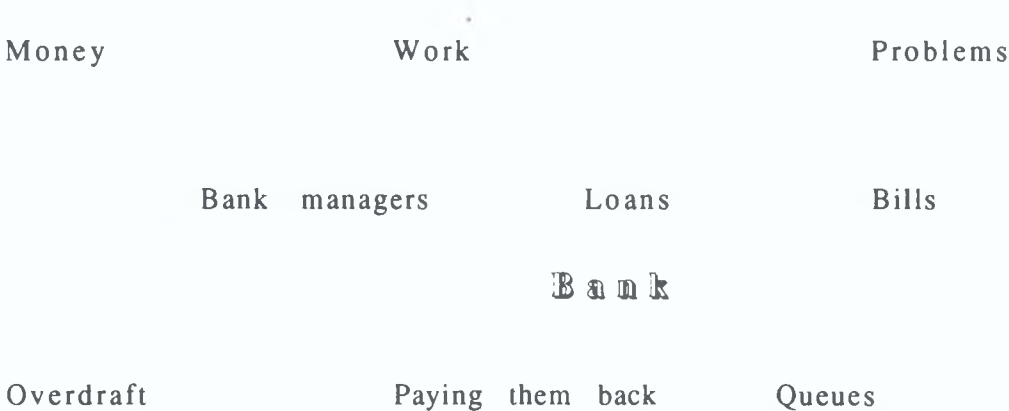 Money Work Problems
Bank managers Loans Bills
Bank
Overdraft Paying them back Queues